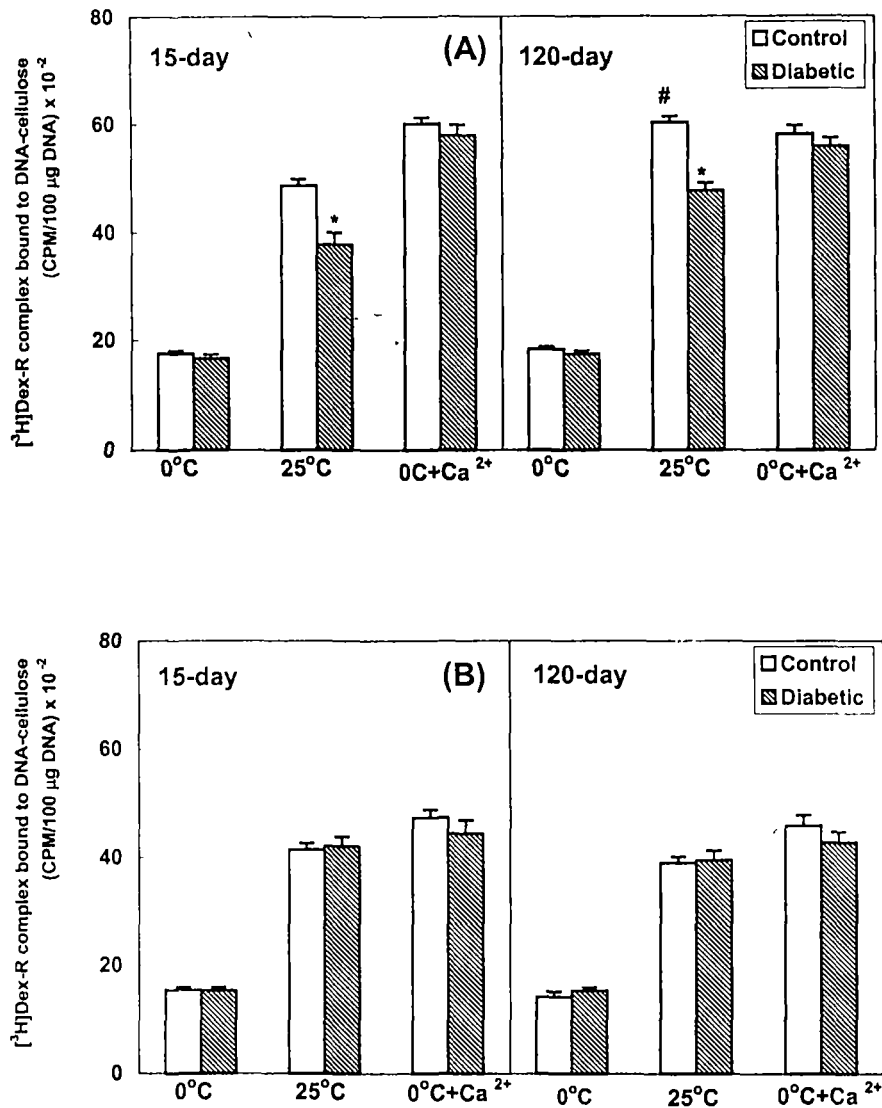 [³H]Dex-R complex bound to DNA-cellulose
(CPM/100 µg DNA) x 10⁻²
80
60
40
20
0
15-day
(A)
120-day
Control
Diabetic
*
#
*
0°C
25°C
0C+Ca²⁺
0°C
25°C
0°C+Ca²⁺
[³H]Dex-R complex bound to DNA-cellulose
(CPM/100 µg DNA) x 10⁻²
80
60
40
20
0
15-day
(B)
120-day
Control
Diabetic
0°C
25°C
0°C+Ca²⁺
0°C
25°C
0°C+Ca²⁺